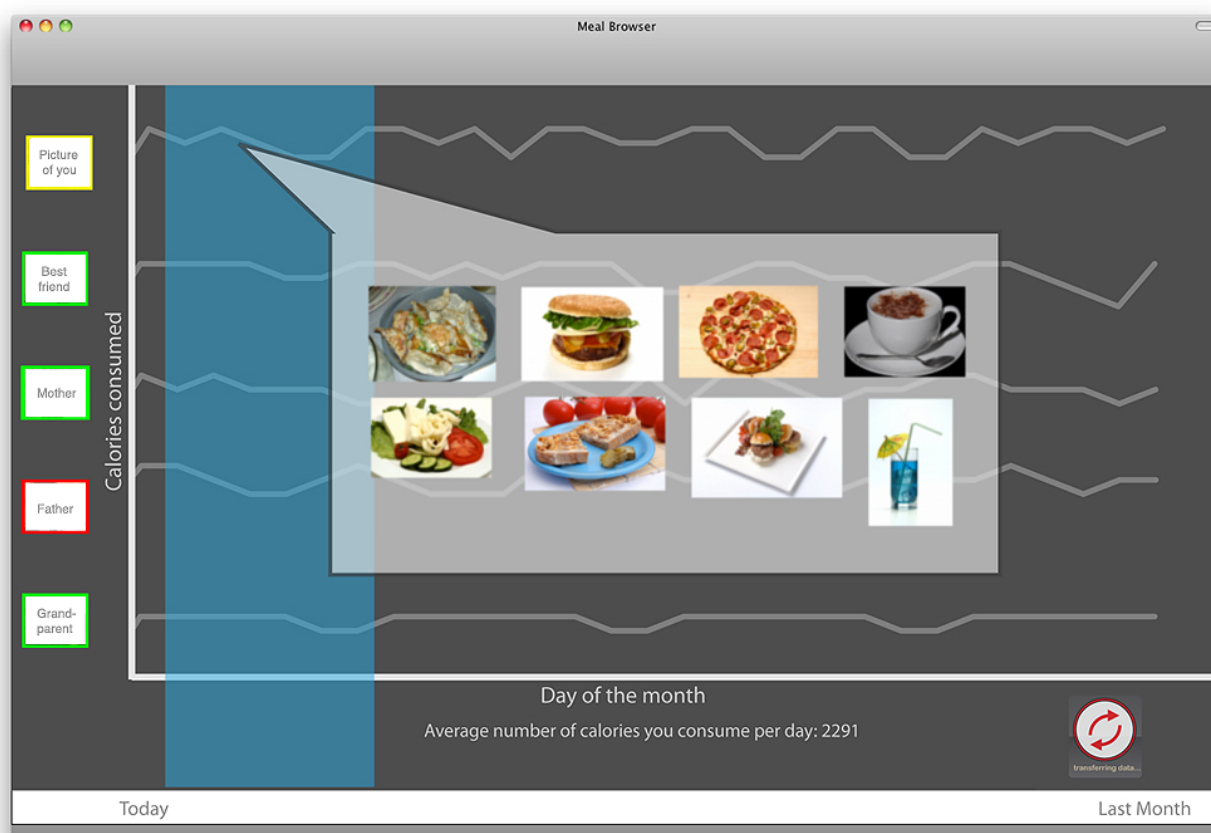 Meal Browser
Picture
of you
Best
friend
Mother
Father
Grand-
parent
Calories consumed
Day of the month
Average number of calories you consume per day: 2291
transferring data...
Today
Last Month